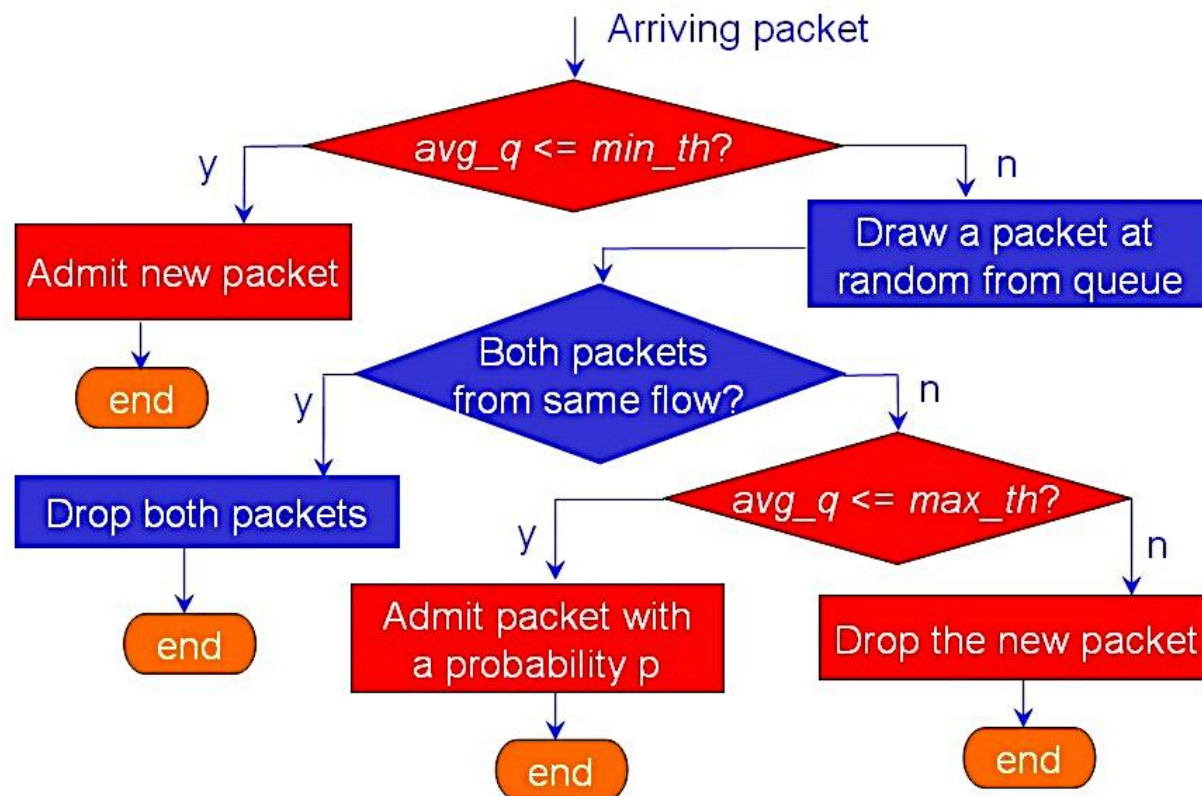 Arriving packet
avg_q <= min_th?
y
n
Admit new packet
Draw a packet at
random from queue
end
Both packets
from same flow?
y
n
Drop both packets
avg_q <= max_th?
y
n
end
Admit packet with
a probability p
Drop the new packet
end
end